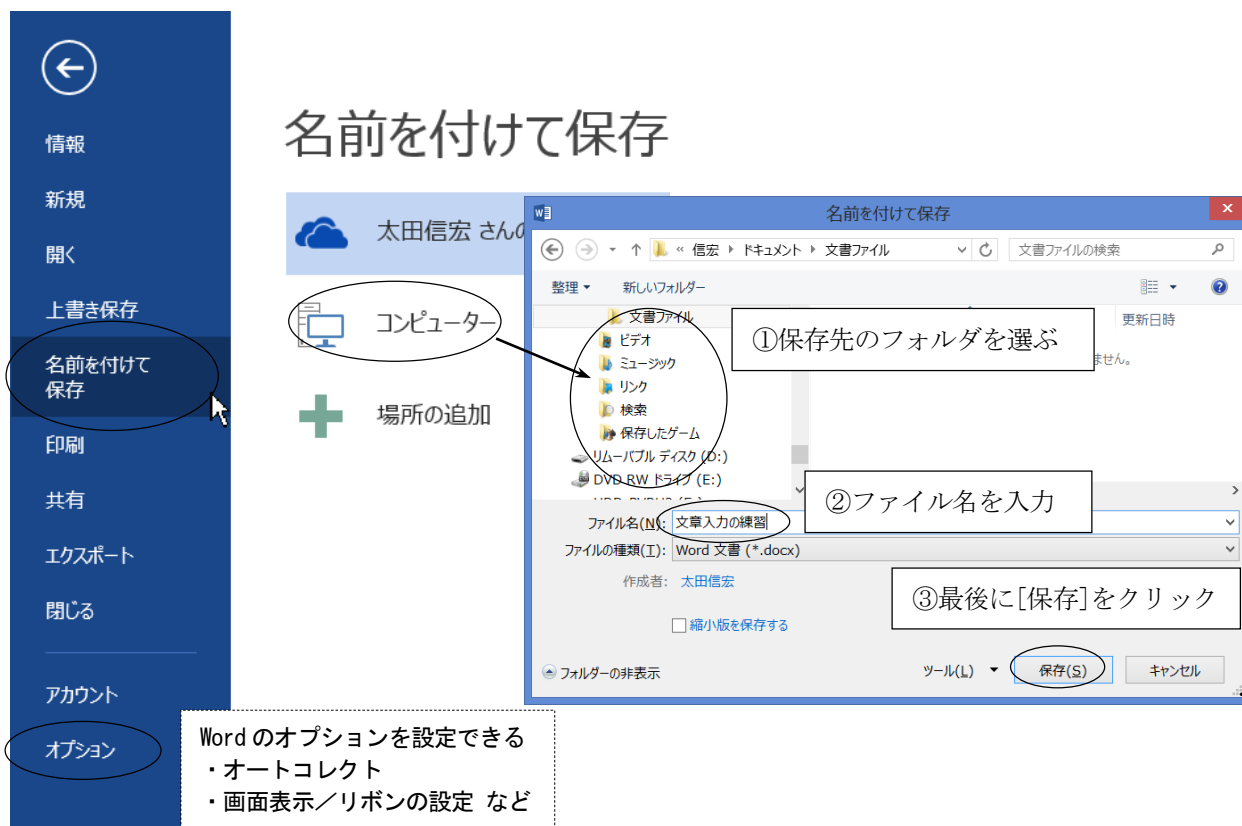 情報
新規
開く
上書き保存
名前を付けて
保存
印刷
共有
エクスポート
閉じる
アカウント
オプション
名前を付けて保存
太田信宏 さんの
コンピューター
場所の追加
名前を付けて保存
« 信宏 ▸ ドキュメント ▸ 文書ファイル
文書ファイルの検索
整理 ▼ 新しいフォルダー
文書ファイル
ビデオ
ミュージック
リンク
検索
保存したゲーム
リムーバブル ディスク (D:)
DVD RW ドライブ (E:)
更新日時
ません。
①保存先のフォルダを選ぶ
②ファイル名を入力
ファイル名(N): 文章入力の練習
ファイルの種類(T): Word 文書 (*.docx)
作成者: 太田信宏
③最後に[保存]をクリック
縮小版を保存する
フォルダーの非表示
ツール(L) ▼ 保存(S) キャンセル
Word のオプションを設定できる
・オートコレクト
・画面表示／リボンの設定 など